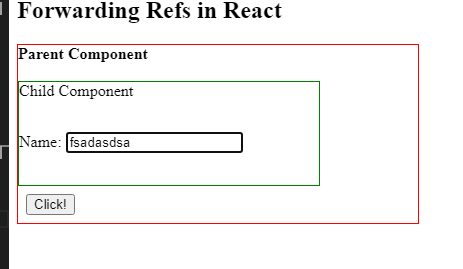 Forwarding Refs in React
Parent Component
Child Component
Name: fsadasdsa
Click!